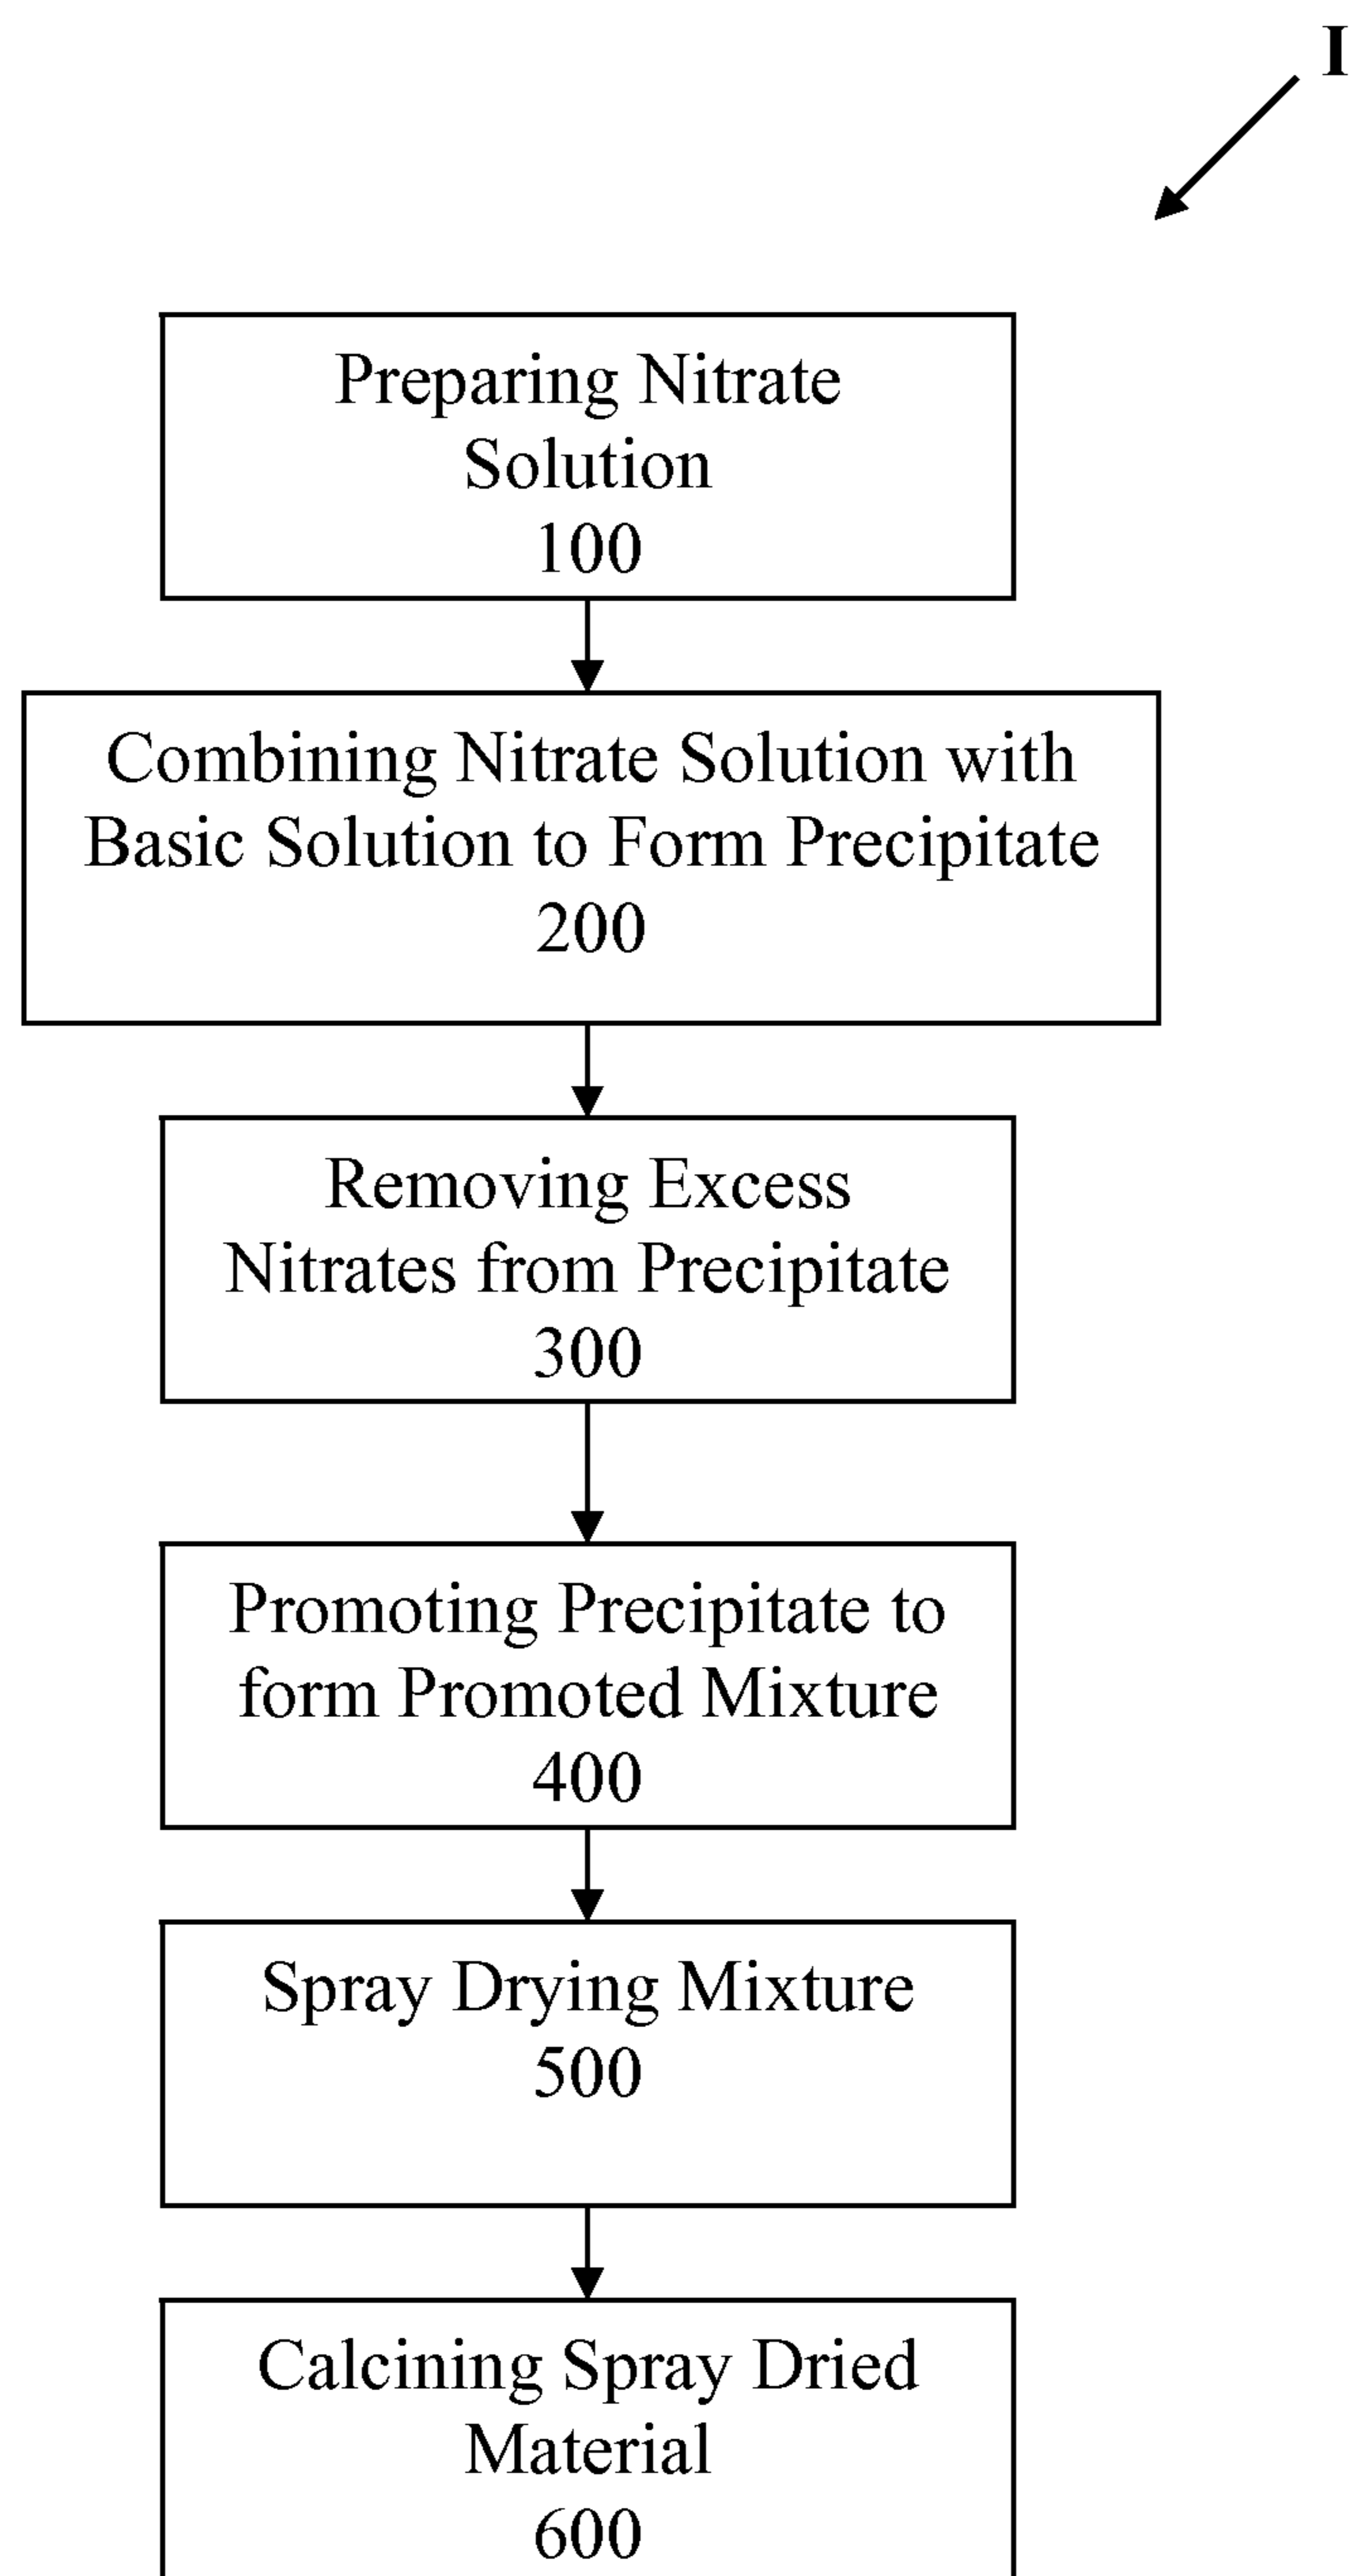 I
Preparing Nitrate
Solution
100
Combining Nitrate Solution with
Basic Solution to Form Precipitate
200
Removing Excess
Nitrates from Precipitate
300
Promoting Precipitate to
form Promoted Mixture
400
Spray Drying Mixture
500
Calcining Spray Dried
Material
600